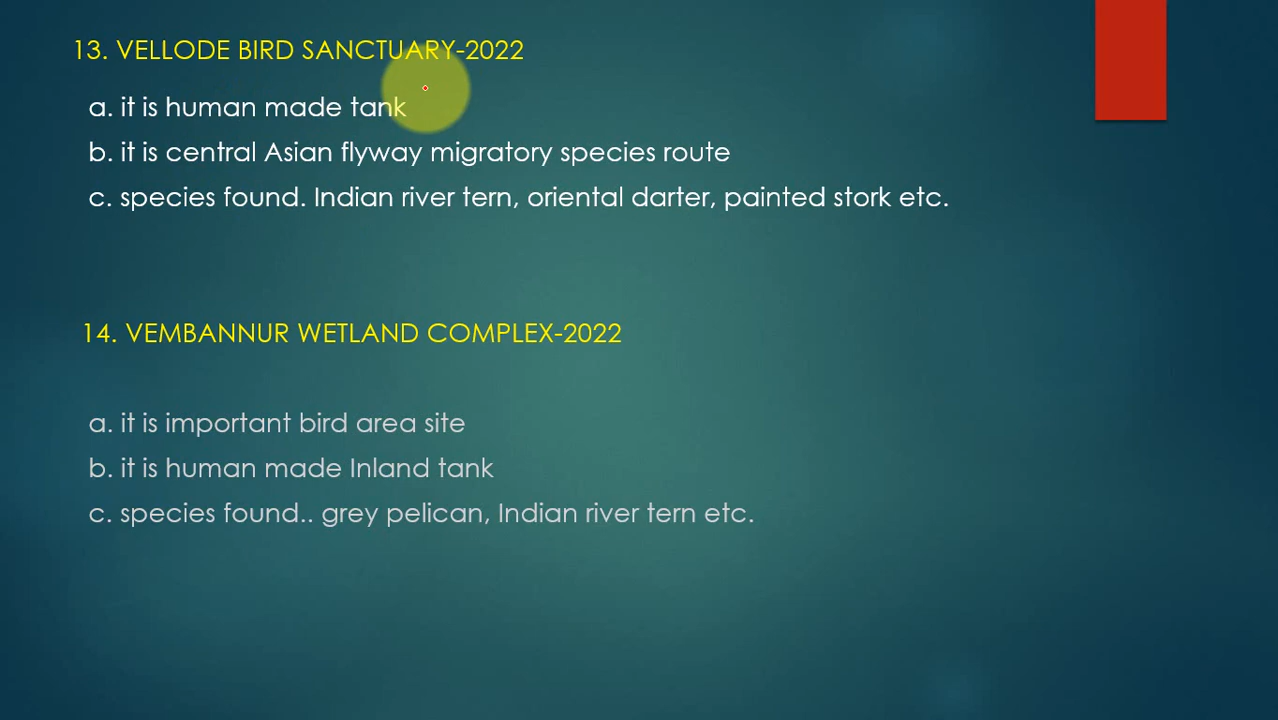 13. VELLODE BIRD SANCTUARY-2022
a. it is human made tank
b. it is central Asian flyway migratory species route
c. species found. Indian river tern, oriental darter, painted stork etc.
14. VEMBANNUR WETLAND COMPLEX-2022
a. it is important bird area site
b. it is human made Inland tank
c. species found.. grey pelican, Indian river tern etc.